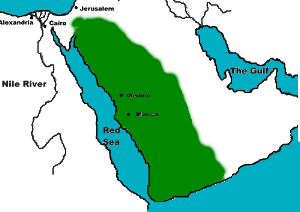 Jerusalem
Alexandria
Cairo
The Gulf
Nile River
Medina
Mecca
Red
Sea